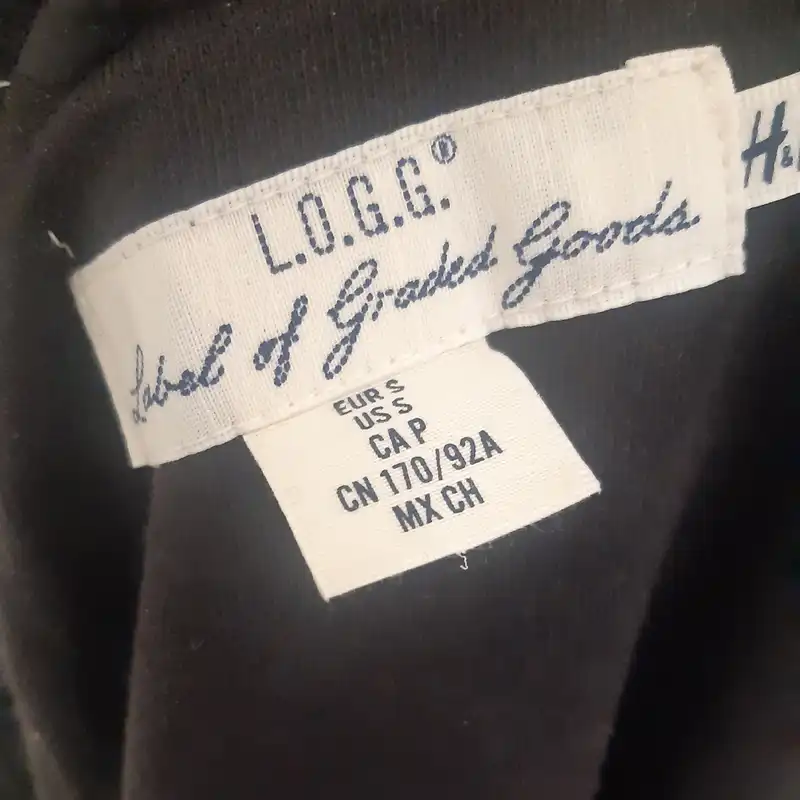 L.O.G.G.®
Label of Graded Goods
H&
EUR S
US S
CA P
CN 170/92A
MX CH